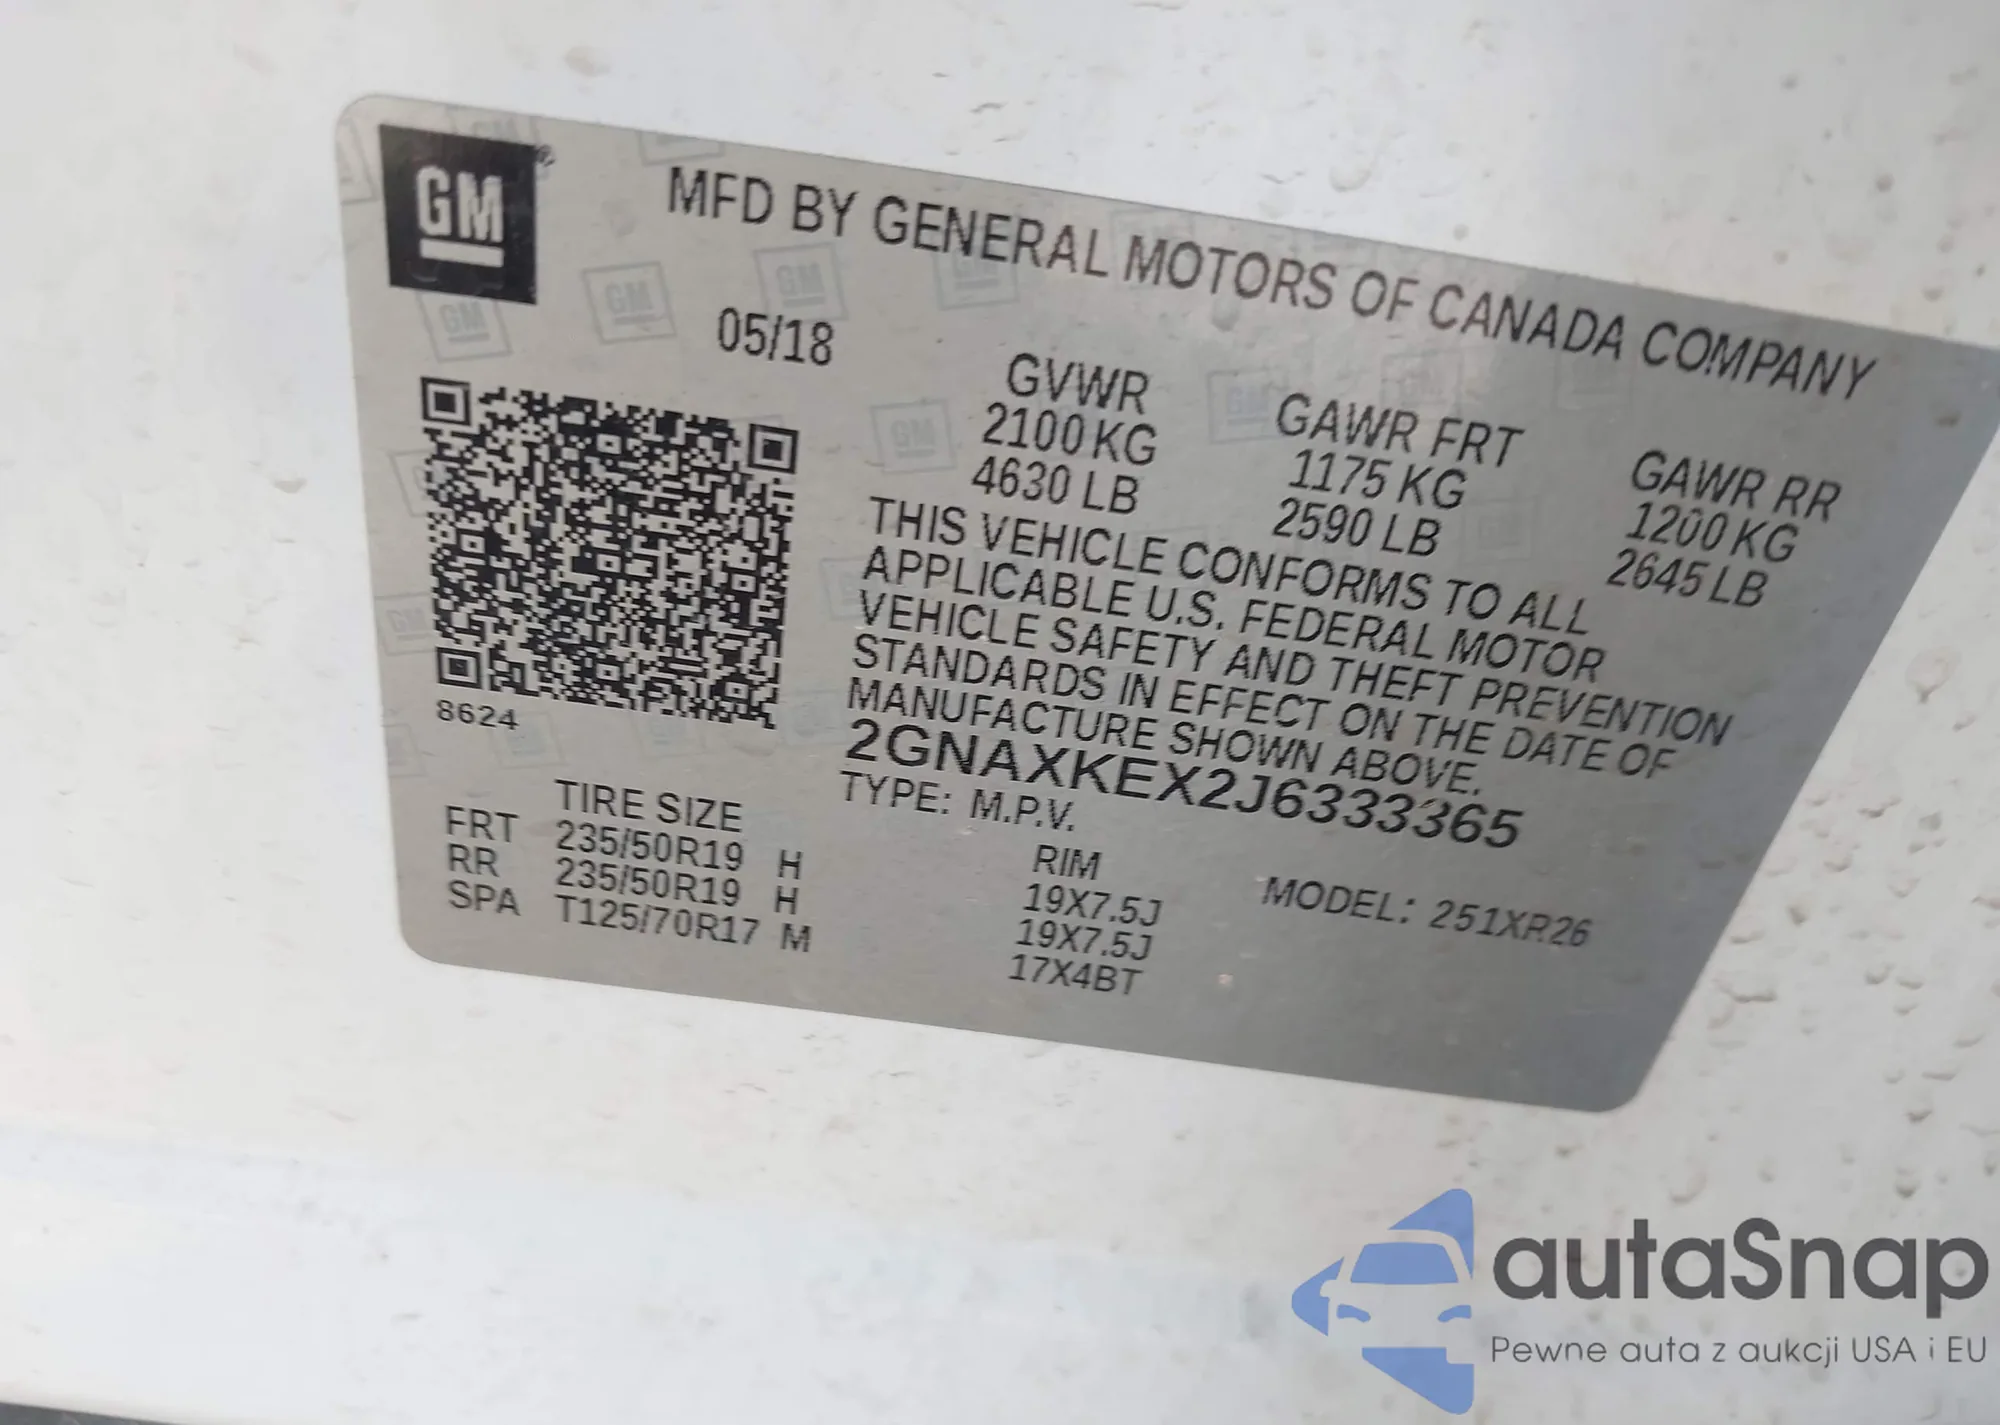 GM
MFD BY GENERAL MOTORS OF CANADA COMPANY
05/18
GVWR GAWR FRT GAWR RR
2100 KG 1175 KG 1200 KG
4630 LB 2590 LB 2645 LB
THIS VEHICLE CONFORMS TO ALL
APPLICABLE U.S. FEDERAL MOTOR
VEHICLE SAFETY AND THEFT PREVENTION
STANDARDS IN EFFECT ON THE DATE OF
MANUFACTURE SHOWN ABOVE.
2GNAXKEX2J6333365
TYPE: M.P.V.
8624
TIRE SIZE RIM MODEL: 251XR26
FRT 235/50R19 H 19X7.5J
RR 235/50R19 H 19X7.5J
SPA T125/70R17 M 17X4BT
autaSnap
Pewne auta z aukcji USA i EU